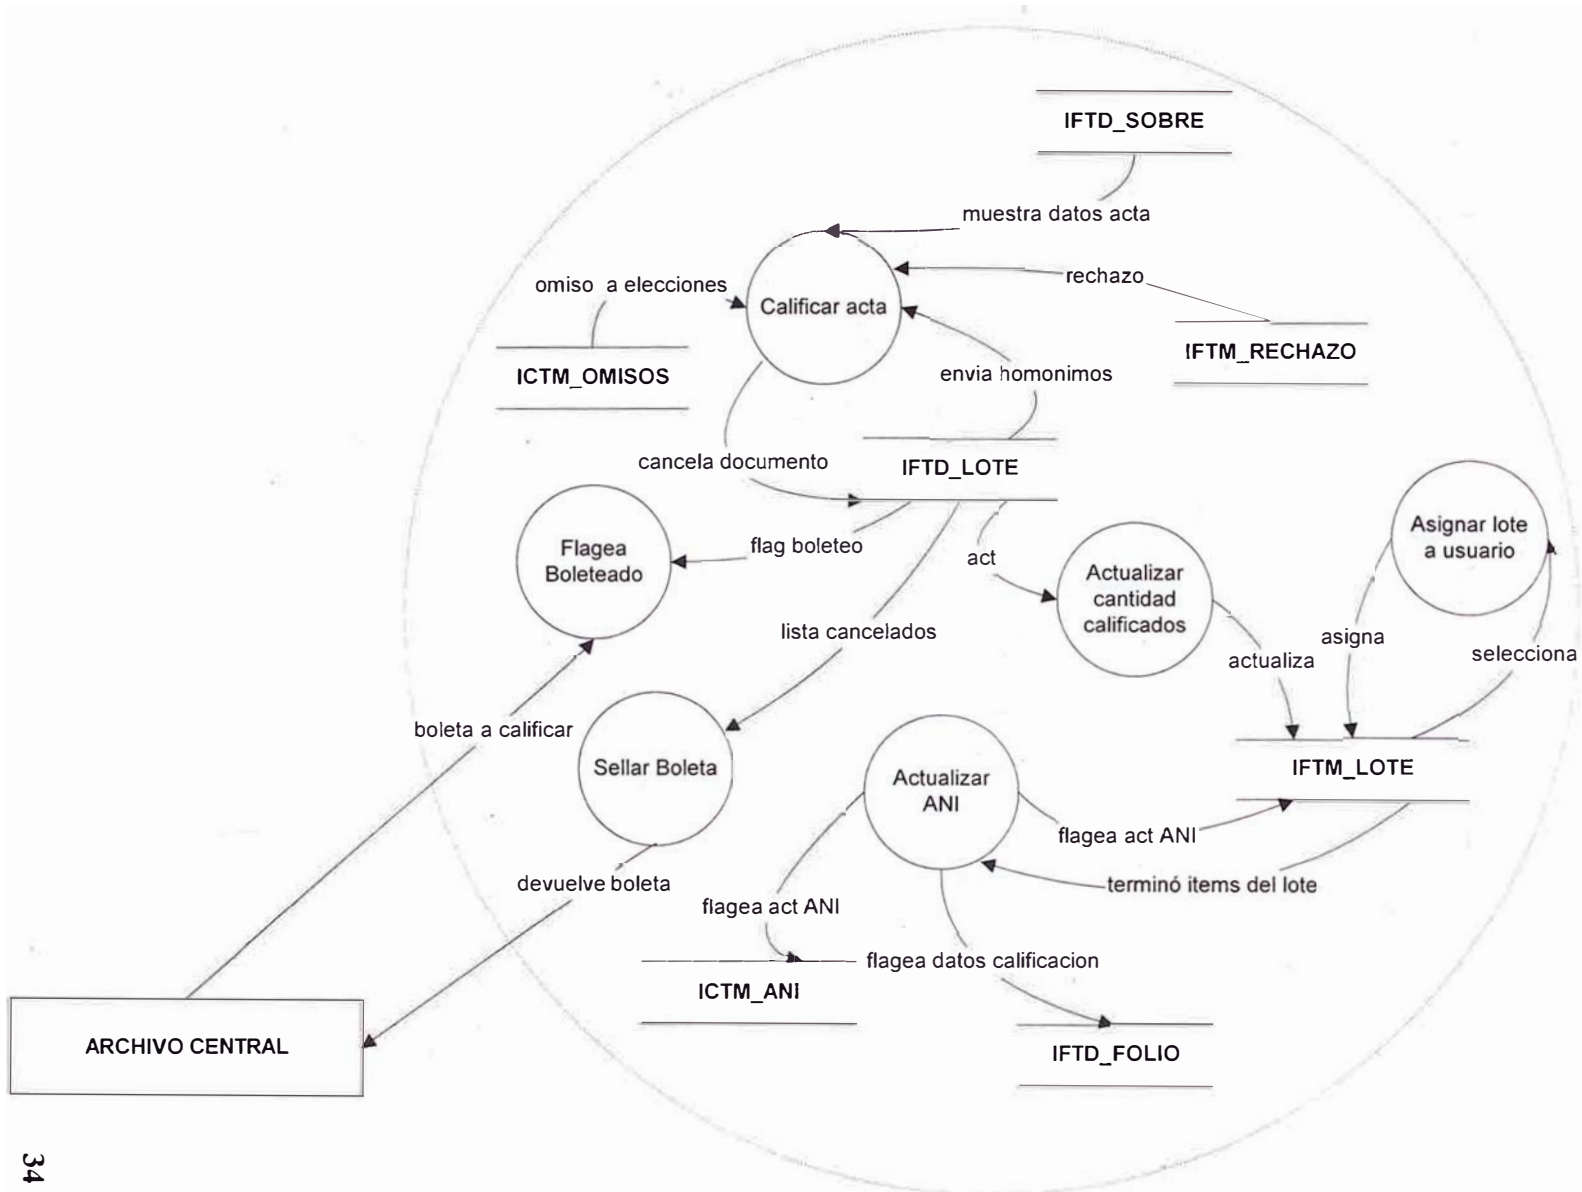 IFTD_SOBRE
muestra datos acta
omiso a elecciones
rechazo
Calificar acta
IFTM_RECHAZO
ICTM_OMISOS
envia homonimos
cancela documento
IFTD_LOTE
Flagea
Boleteado
flag boleteo
act
Actualizar
cantidad
calificados
Asignar lote
a usuario
lista cancelados
asigna
selecciona
actualiza
boleta a calificar
Sellar Boleta
Actualizar
ANI
IFTM_LOTE
flagea act ANI
devuelve boleta
terminó items del lote
flagea act ANI
flagea datos calificacion
ICTM_ANI
ARCHIVO CENTRAL
IFTD_FOLIO
34